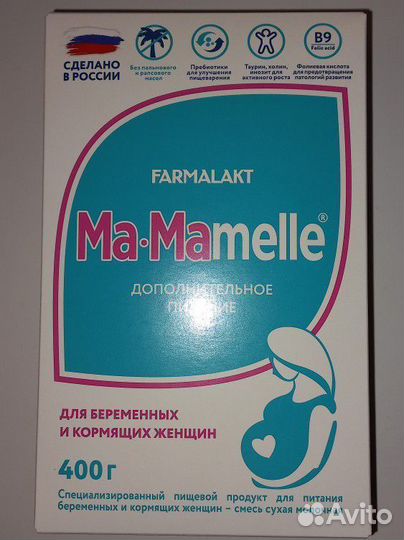 СДЕЛАНО
В РОССИИ
Без пальмового
и рапсового
масел
Пребиотики
для улучшения
пищеварения
Таурин, холин,
инозит для
активного роста
B9
Folic acid
Фолиевая кислота
для предотвращения
патологий развития
FARMALAKT
Ma·Mamelle®
ДОПОЛНИТЕЛЬНОЕ
ПИТАНИЕ
ДЛЯ БЕРЕМЕННЫХ
И КОРМЯЩИХ ЖЕНЩИН
400 г
Специализированный пищевой продукт для питания
беременных и кормящих женщин – смесь сухая молочная
Avito